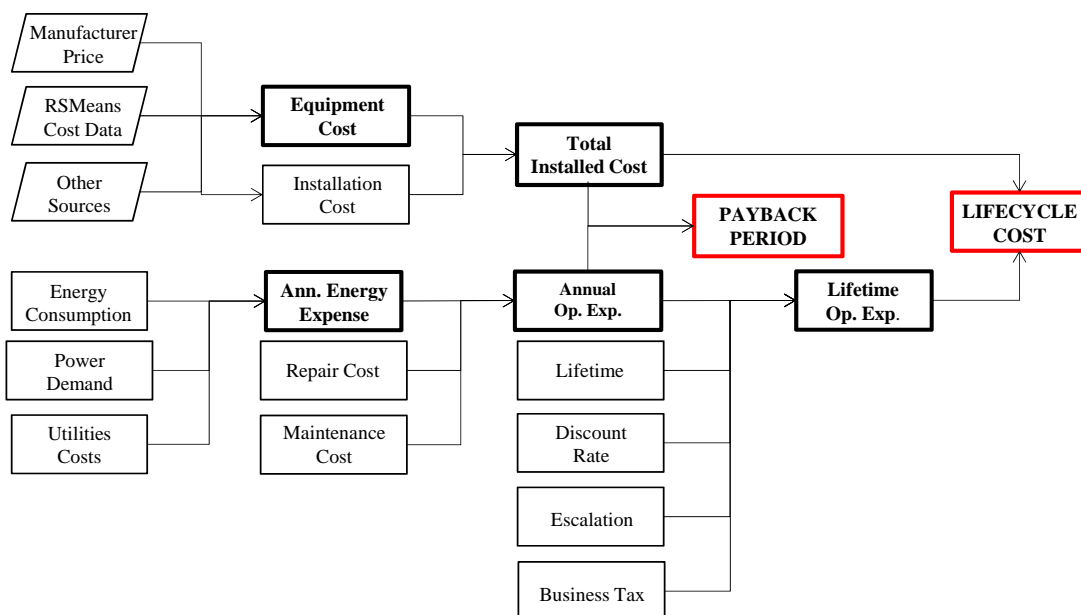 Manufacturer
Price
RSMeans
Cost Data
Other
Sources
Equipment
Cost
Installation
Cost
Total
Installed Cost
PAYBACK
PERIOD
LIFECYCLE
COST
Energy
Consumption
Power
Demand
Utilities
Costs
Ann. Energy
Expense
Repair Cost
Maintenance
Cost
Annual
Op. Exp.
Lifetime
Discount
Rate
Escalation
Business Tax
Lifetime
Op. Exp.